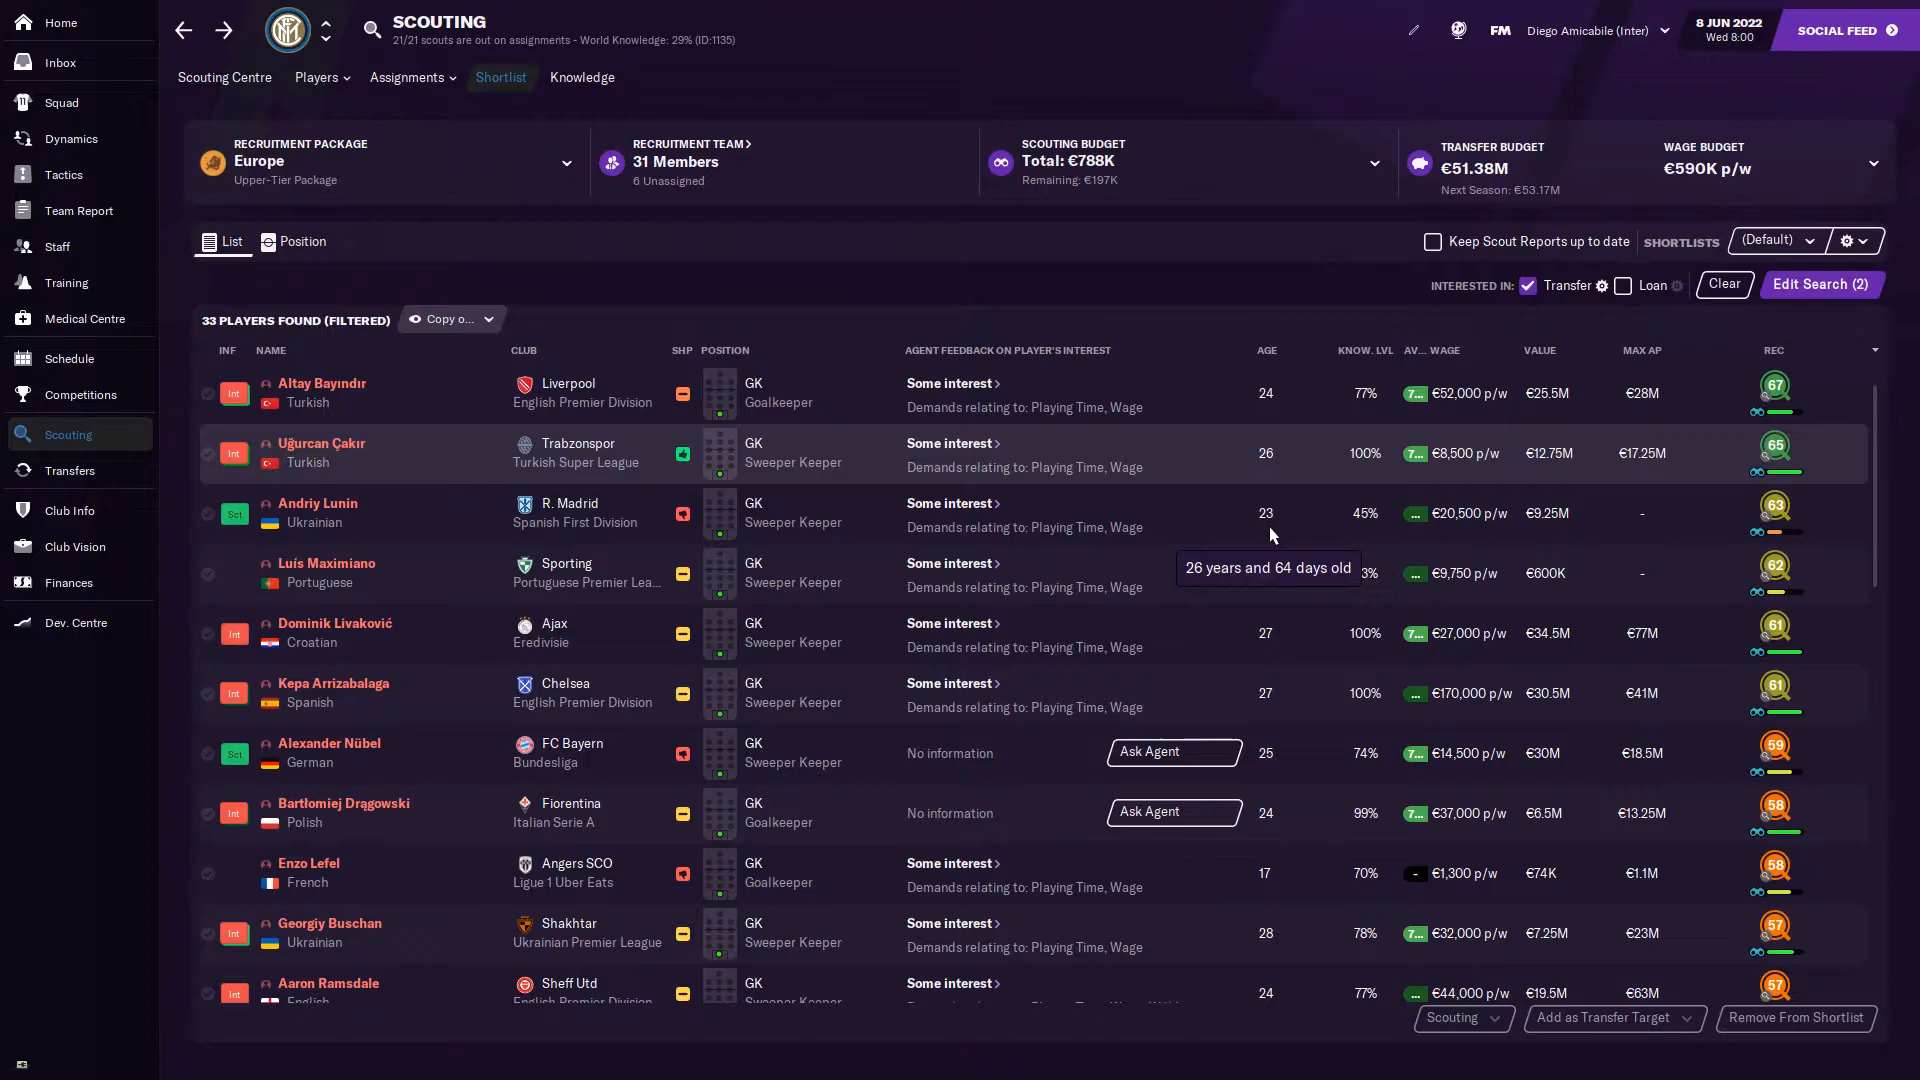 Home
Inbox
Squad
Dynamics
Tactics
Team Report
Staff
Training
Medical Centre
Schedule
Competitions
Scouting
Transfers
Club Info
Club Vision
Finances
Dev. Centre
SCOUTING
21/21 scouts are out on assignments - World Knowledge: 29% (ID:1135)
FM
Diego Amicabile (Inter)
8 JUN 2022
Wed 8:00
SOCIAL FEED
Scouting Centre Players Assignments Shortlist Knowledge
RECRUITMENT PACKAGE
Europe
Upper-Tier Package
RECRUITMENT TEAM
31 Members
6 Unassigned
SCOUTING BUDGET
Total: €788K
Remaining: €197K
TRANSFER BUDGET
€51.38M
Next Season: €53.17M
WAGE BUDGET
€590K p/w
List Position
Keep Scout Reports up to date SHORTLISTS (Default)
INTERESTED IN: Transfer Loan Clear Edit Search (2)
33 PLAYERS FOUND (FILTERED) Copy o...
INF NAME CLUB SHP POSITION AGENT FEEDBACK ON PLAYER'S INTEREST AGE KNOW. LVL AV... WAGE VALUE MAX AP REC
Int Altay Bayındır Liverpool GK Some interest 24 77% 7... €52,000 p/w €25.5M €28M 67
Turkish English Premier Division Goalkeeper Demands relating to: Playing Time, Wage
Int Uğurcan Çakır Trabzonspor GK Some interest 26 100% 7... €8,500 p/w €12.75M €17.25M 65
Turkish Turkish Super League Sweeper Keeper Demands relating to: Playing Time, Wage
Sct Andriy Lunin R. Madrid GK Some interest 23 45% ... €20,500 p/w €9.25M - 63
Ukrainian Spanish First Division Sweeper Keeper Demands relating to: Playing Time, Wage
26 years and 64 days old
Luís Maximiano Sporting GK Some interest 3% ... €9,750 p/w €600K - 62
Portuguese Portuguese Premier Lea... Sweeper Keeper Demands relating to: Playing Time, Wage
Int Dominik Livaković Ajax GK Some interest 27 100% 7... €27,000 p/w €34.5M €77M 61
Croatian Eredivisie Sweeper Keeper Demands relating to: Playing Time, Wage
Int Kepa Arrizabalaga Chelsea GK Some interest 27 100% ... €170,000 p/w €30.5M €41M 61
Spanish English Premier Division Sweeper Keeper Demands relating to: Playing Time, Wage
Sct Alexander Nübel FC Bayern GK No information Ask Agent 25 74% 7... €14,500 p/w €30M €18.5M 59
German Bundesliga Sweeper Keeper
Int Bartłomiej Drągowski Fiorentina GK No information Ask Agent 24 99% 7... €37,000 p/w €6.5M €13.25M 58
Polish Italian Serie A Goalkeeper
Enzo Lefel Angers SCO GK Some interest 17 70% - €1,300 p/w €74K €1.1M 58
French Ligue 1 Uber Eats Goalkeeper Demands relating to: Playing Time, Wage
Int Georgiy Buschan Shakhtar GK Some interest 28 78% 7... €32,000 p/w €7.25M €23M 57
Ukrainian Ukrainian Premier League Sweeper Keeper Demands relating to: Playing Time, Wage
Int Aaron Ramsdale Sheff Utd GK Some interest 24 77% ... €44,000 p/w €19.5M €63M 57
English English Premier Division Sweeper Keeper
Scouting Add as Transfer Target Remove From Shortlist